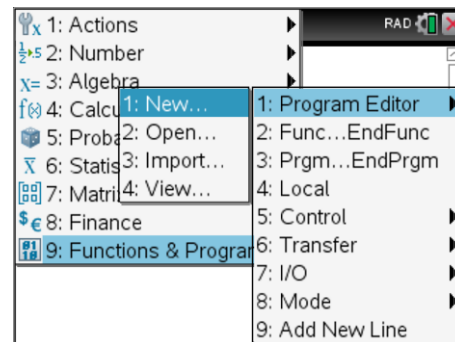 1: Actions
2: Number
3: Algebra
4: Calcu
5: Proba
6: Statis
7: Matri
8: Finance
9: Functions & Progra
1: New...
2: Open...
3: Import...
4: View...
1: Program Editor
2: Func...EndFunc
3: Prgm...EndPrgm
4: Local
5: Control
6: Transfer
7: I/O
8: Mode
9: Add New Line
RAD